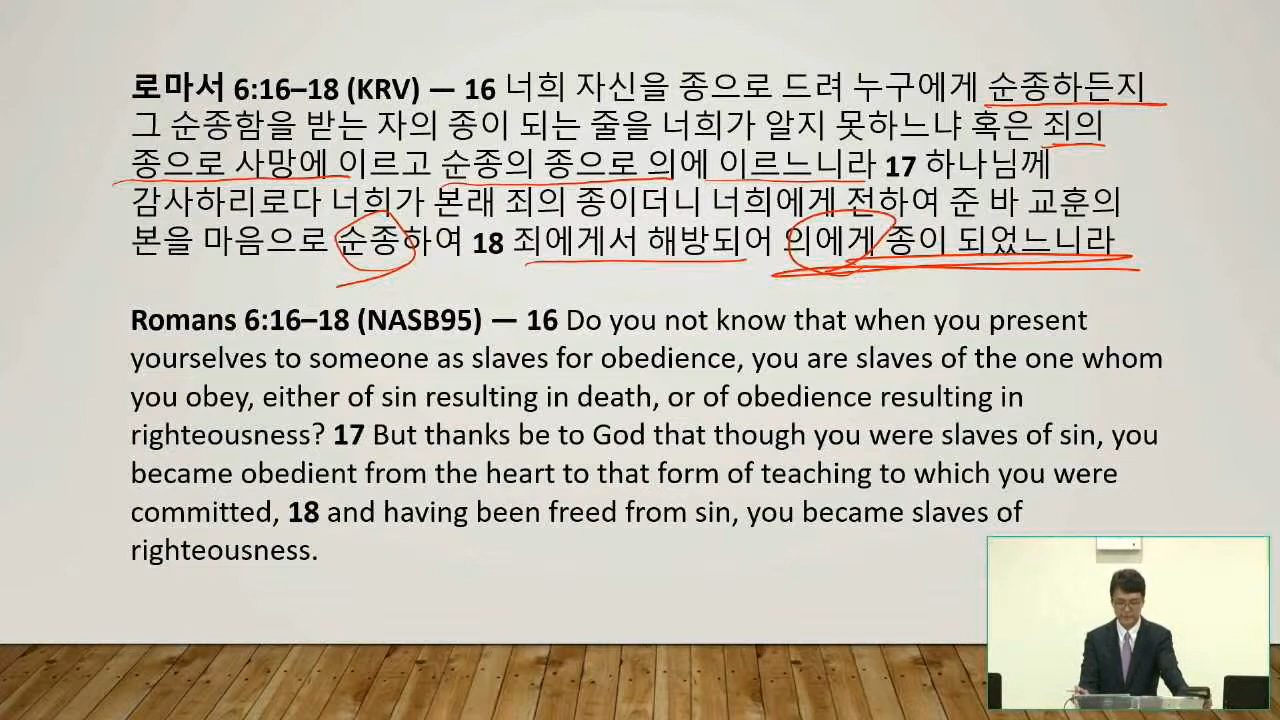 로마서 6:16–18 (KRV) — 16 너희 자신을 종으로 드려 누구에게 순종하든지
그 순종함을 받는 자의 종이 되는 줄을 너희가 알지 못하느냐 혹은 죄의
종으로 사망에 이르고 순종의 종으로 의에 이르느니라 17 하나님께
감사하리로다 너희가 본래 죄의 종이더니 너희에게 전하여 준 바 교훈의
본을 마음으로 순종하여 18 죄에게서 해방되어 의에게 종이 되었느니라
Romans 6:16–18 (NASB95) — 16 Do you not know that when you present
yourselves to someone as slaves for obedience, you are slaves of the one whom
you obey, either of sin resulting in death, or of obedience resulting in
righteousness? 17 But thanks be to God that though you were slaves of sin, you
became obedient from the heart to that form of teaching to which you were
committed, 18 and having been freed from sin, you became slaves of
righteousness.